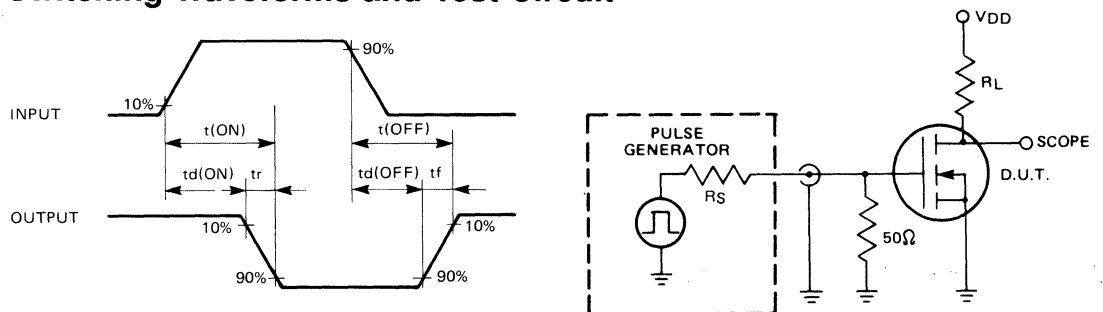 Switching Waveforms and Test Circuit
INPUT
10%
90%
t(ON)
t(OFF)
td(ON)
tr
td(OFF)
tf
OUTPUT
10%
90%
90%
10%
PULSE
GENERATOR
RS
50Ω
VDD
RL
SCOPE
D.U.T.